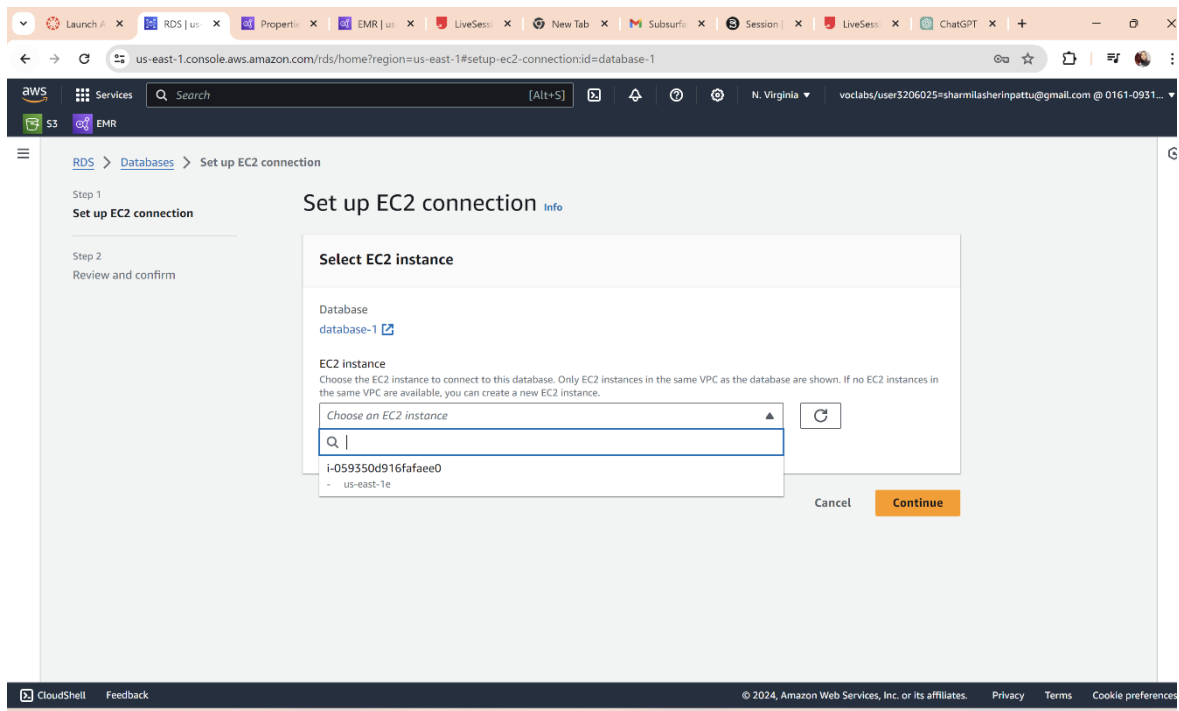 Launch A
RDS | us-
Properti
EMR | us
LiveSessi
New Tab
Subsurfa
Session |
LiveSess
ChatGPT
us-east-1.console.aws.amazon.com/rds/home?region=us-east-1#setup-ec2-connection:id=database-1
aws
Services
Search
[Alt+S]
N. Virginia
voclabs/user3206025=sharmilasherinpattu@gmail.com @ 0161-0931...
S3
EMR
RDS > Databases > Set up EC2 connection
Step 1
Set up EC2 connection
Step 2
Review and confirm
Set up EC2 connection Info
Select EC2 instance
Database
database-1
EC2 instance
Choose the EC2 instance to connect to this database. Only EC2 instances in the same VPC as the database are shown. If no EC2 instances in
the same VPC are available, you can create a new EC2 instance.
Choose an EC2 instance
i-059350d916fafaee0
- us-east-1e
Cancel
Continue
CloudShell
Feedback
© 2024, Amazon Web Services, Inc. or its affiliates.
Privacy
Terms
Cookie preferences